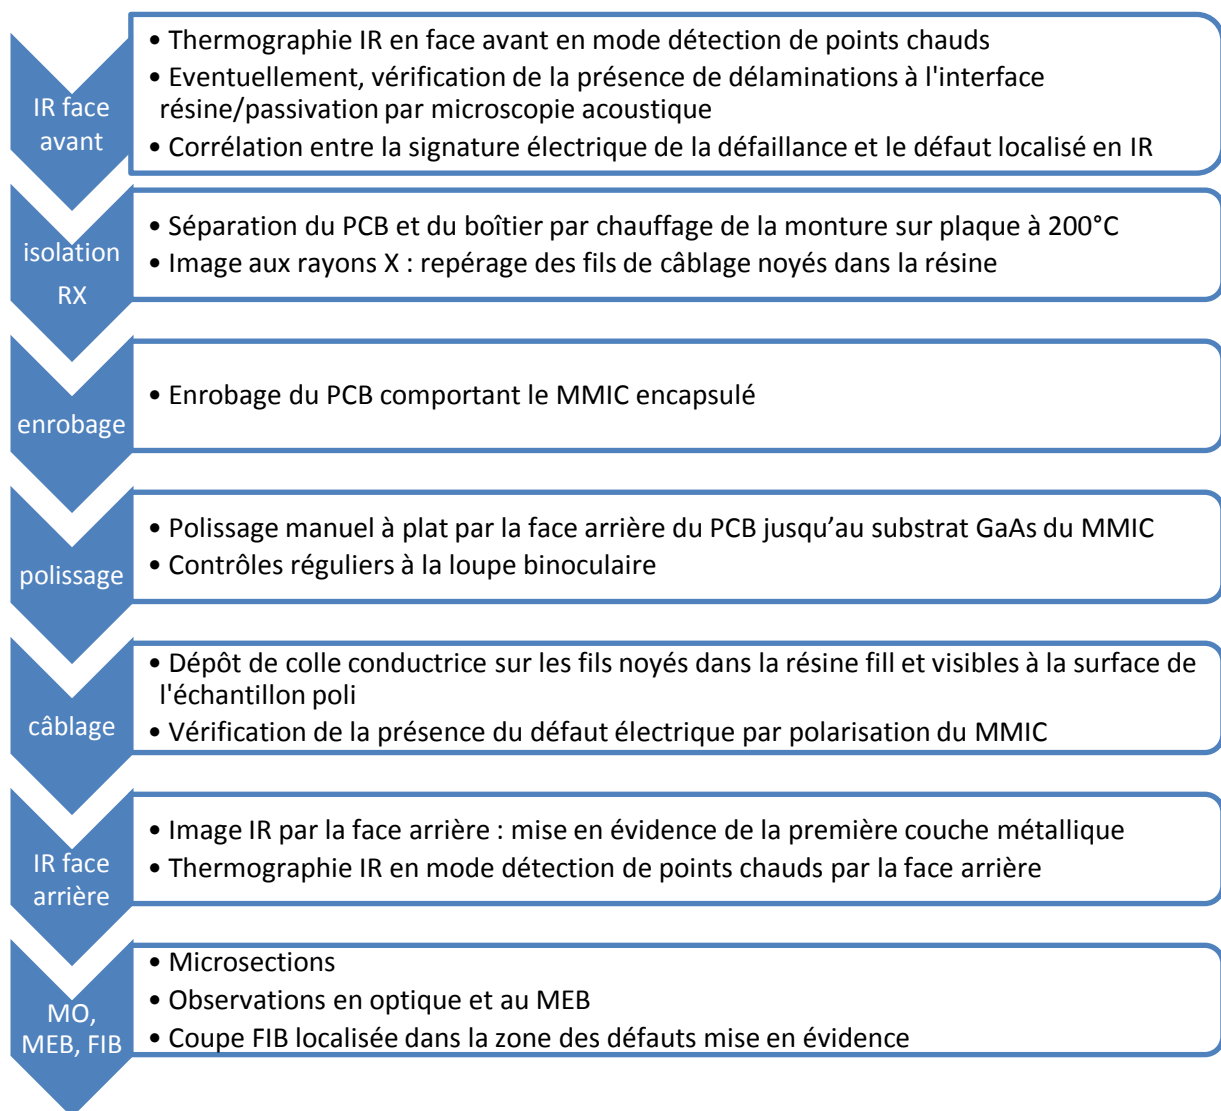 IR face
avant
• Thermographie IR en face avant en mode détection de points chauds
• Eventuellement, vérification de la présence de délaminations à l'interface
résine/passivation par microscopie acoustique
• Corrélation entre la signature électrique de la défaillance et le défaut localisé en IR
isolation
RX
• Séparation du PCB et du boîtier par chauffage de la monture sur plaque à 200°C
• Image aux rayons X : repérage des fils de câblage noyés dans la résine
enrobage
• Enrobage du PCB comportant le MMIC encapsulé
polissage
• Polissage manuel à plat par la face arrière du PCB jusqu’au substrat GaAs du MMIC
• Contrôles réguliers à la loupe binoculaire
câblage
• Dépôt de colle conductrice sur les fils noyés dans la résine fill et visibles à la surface de
l'échantillon poli
• Vérification de la présence du défaut électrique par polarisation du MMIC
IR face
arrière
• Image IR par la face arrière : mise en évidence de la première couche métallique
• Thermographie IR en mode détection de points chauds par la face arrière
MO,
MEB, FIB
• Microsections
• Observations en optique et au MEB
• Coupe FIB localisée dans la zone des défauts mise en évidence